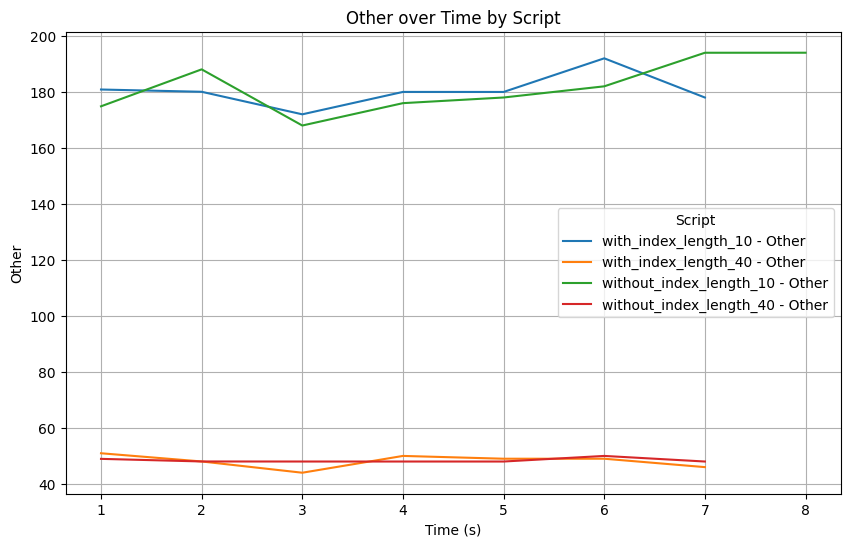 Other over Time by Script
200
180
160
140
120
100
80
60
40
Other
Script
with_index_length_10 - Other
with_index_length_40 - Other
without_index_length_10 - Other
without_index_length_40 - Other
1 2 3 4 5 6 7 8
Time (s)